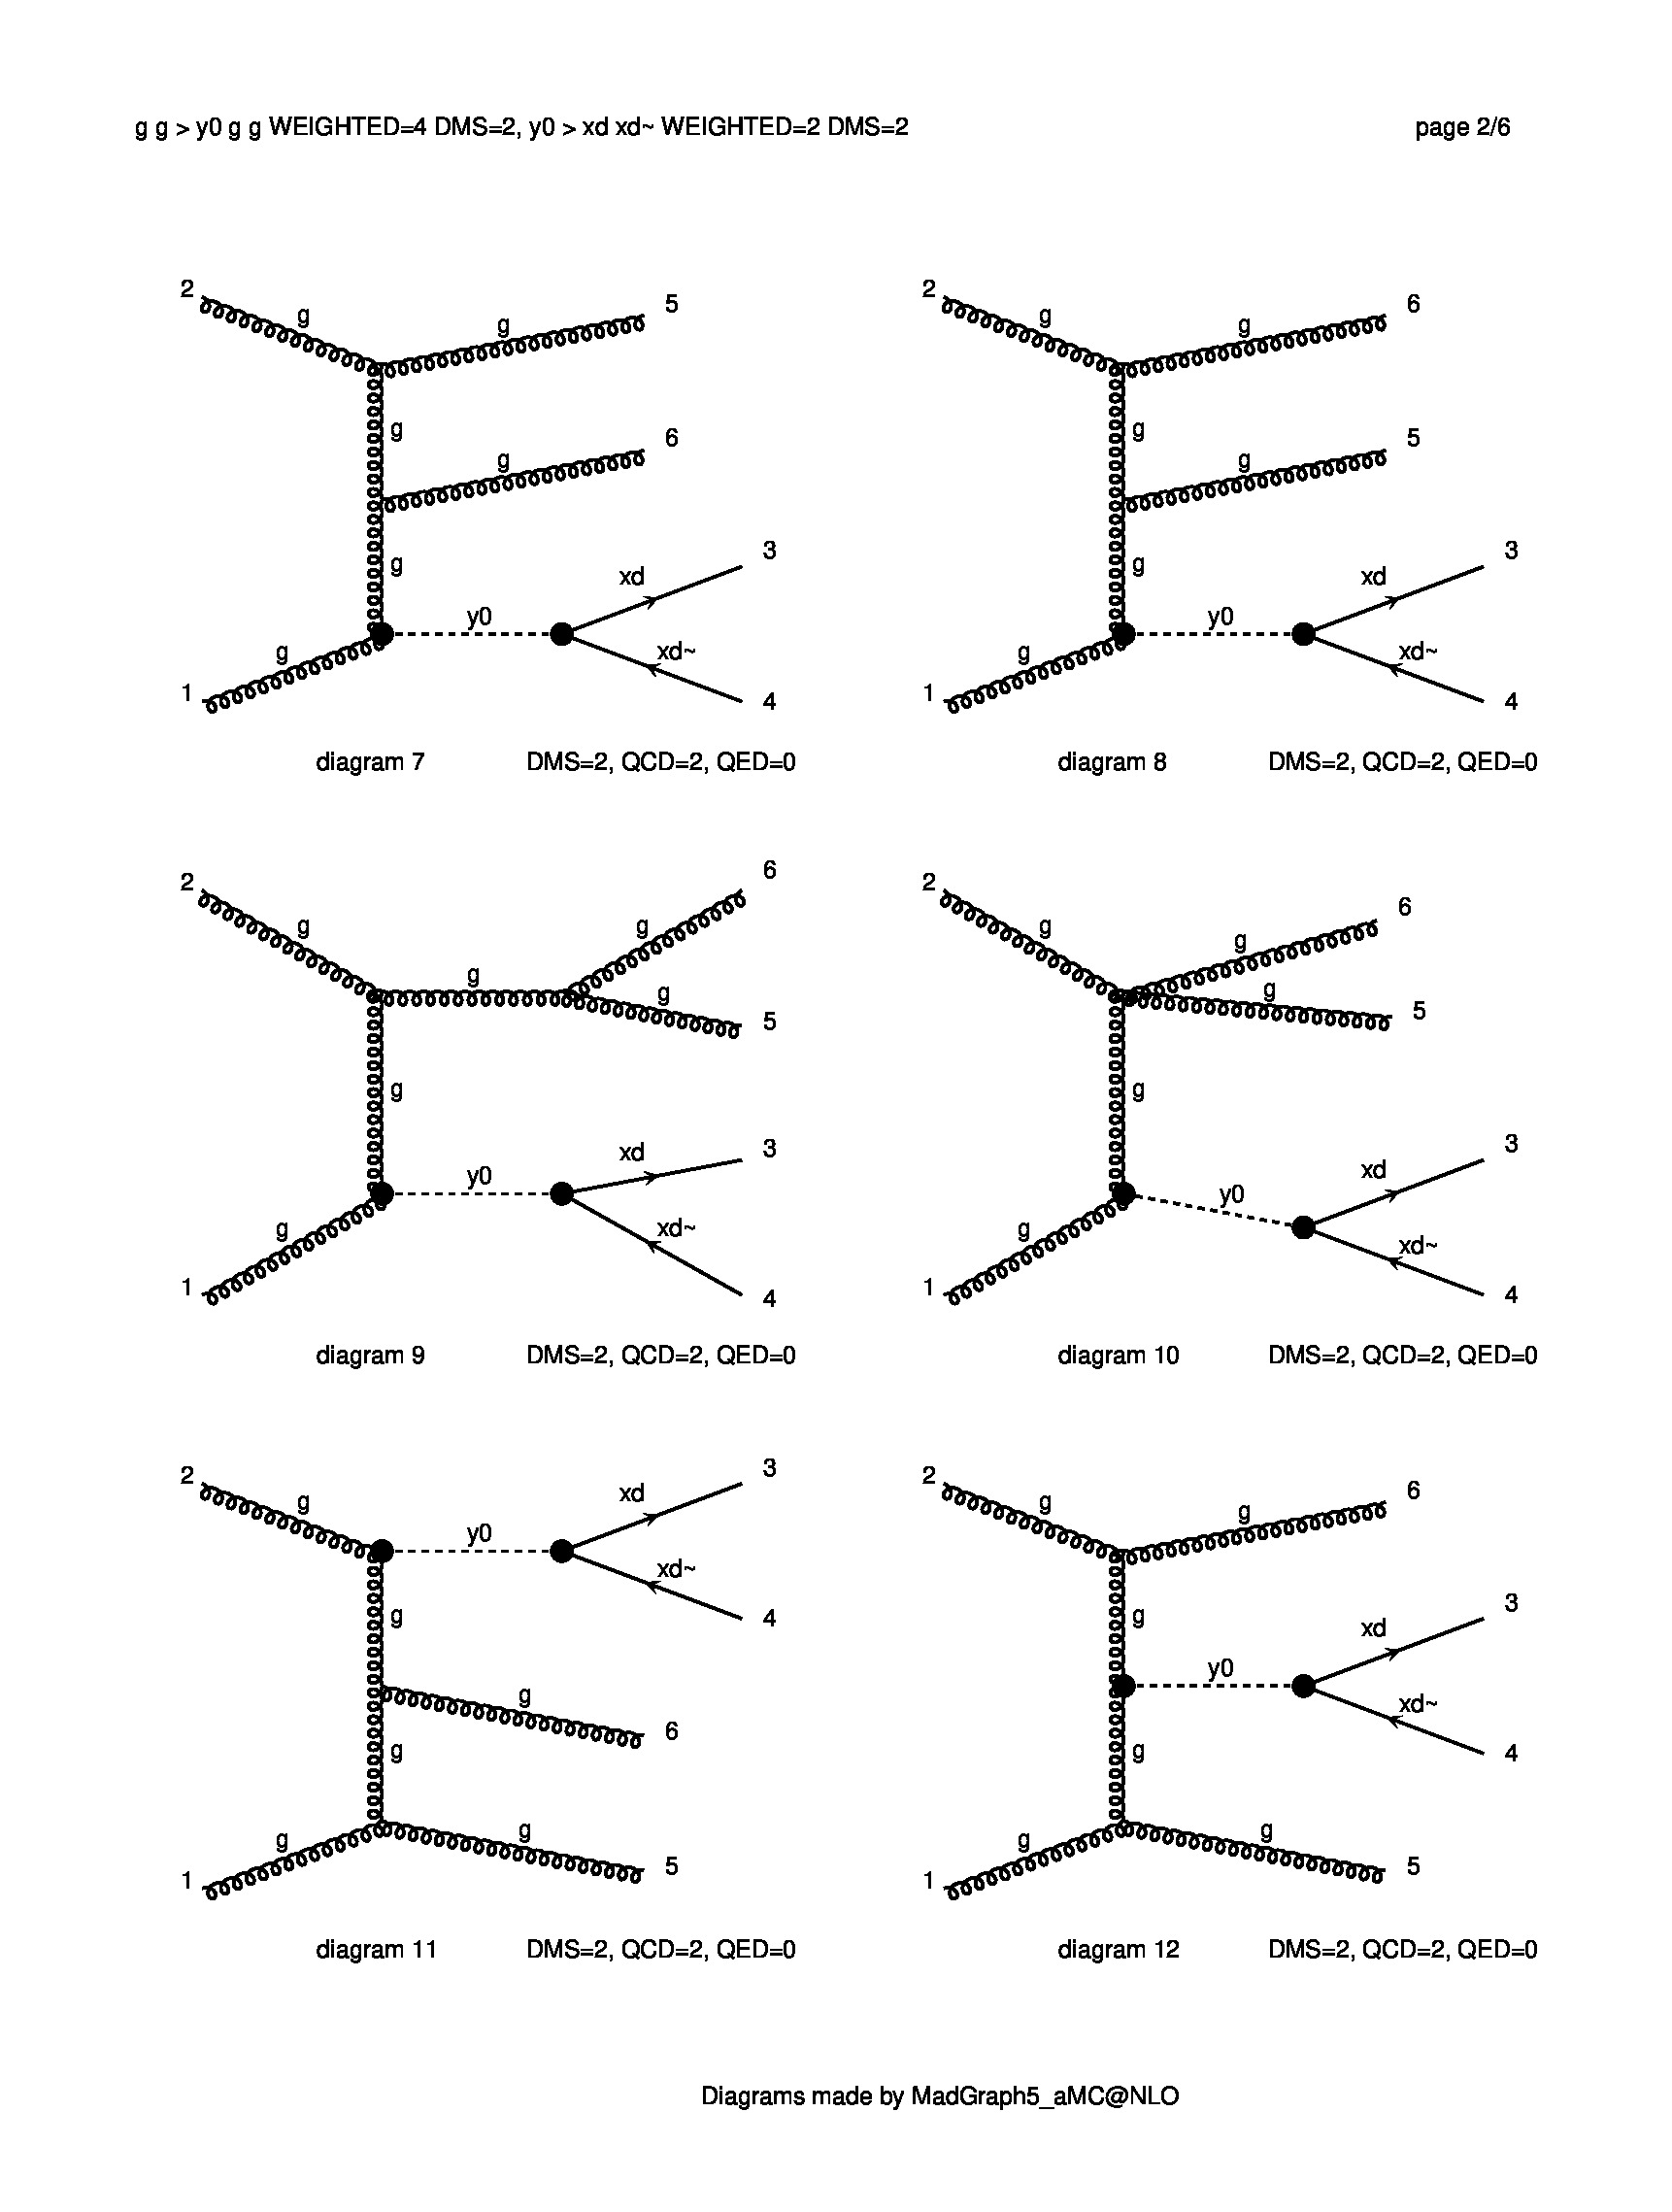 g g > y0 g g WEIGHTED=4 DMS=2, y0 > xd xd~ WEIGHTED=2 DMS=2 page 2/6
2 g g 5
g
g 6
g
xd 3
y0
g xd~
1 4
diagram 7 DMS=2, QCD=2, QED=0
2 g g 6
g
g 5
g
xd 3
y0
g xd~
1 4
diagram 8 DMS=2, QCD=2, QED=0
2 g g 6
g
g 5
g
xd 3
y0
g xd~
1 4
diagram 9 DMS=2, QCD=2, QED=0
2 g g 6
g 5
g
xd 3
y0
g xd~
1 4
diagram 10 DMS=2, QCD=2, QED=0
2 g xd 3
y0
xd~
g 4
g 6
g
g g 5
1
diagram 11 DMS=2, QCD=2, QED=0
2 g g 6
g xd 3
y0
xd~
g 4
g g 5
1
diagram 12 DMS=2, QCD=2, QED=0
Diagrams made by MadGraph5_aMC@NLO